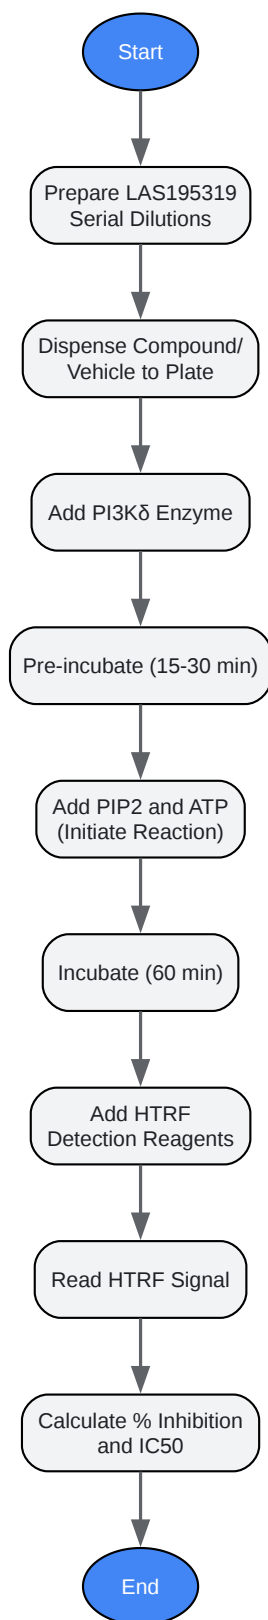 Start
Prepare LAS195319
Serial Dilutions
Dispense Compound/
Vehicle to Plate
Add PI3Kδ Enzyme
Pre-incubate (15-30 min)
Add PIP2 and ATP
(Initiate Reaction)
Incubate (60 min)
Add HTRF
Detection Reagents
Read HTRF Signal
Calculate % Inhibition
and IC50
End